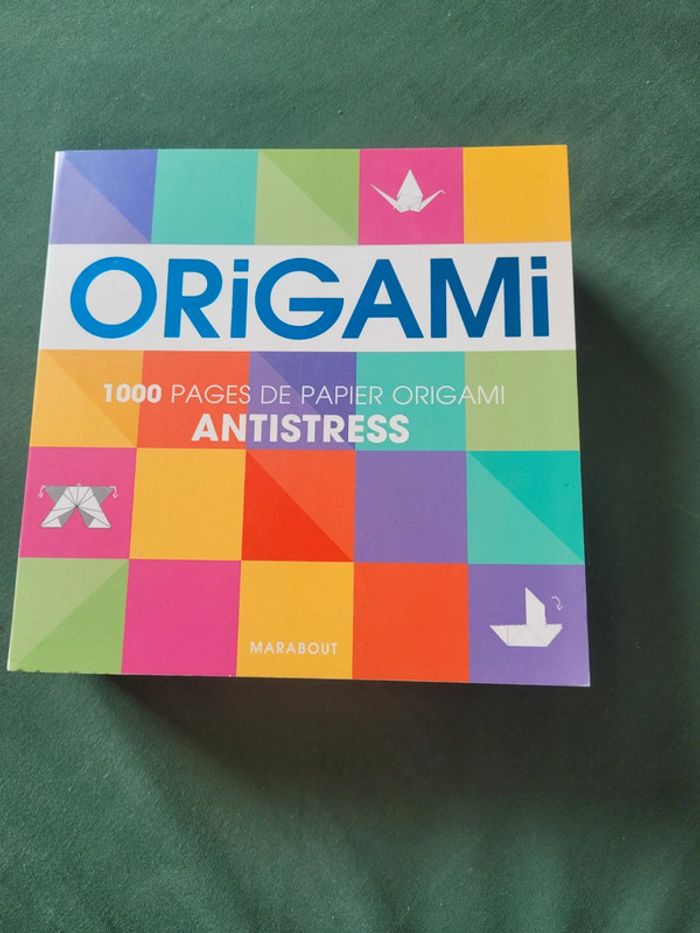 ORiGAMi
1000 PAGES DE PAPIER ORIGAMI
ANTISTRESS
MARABOUT